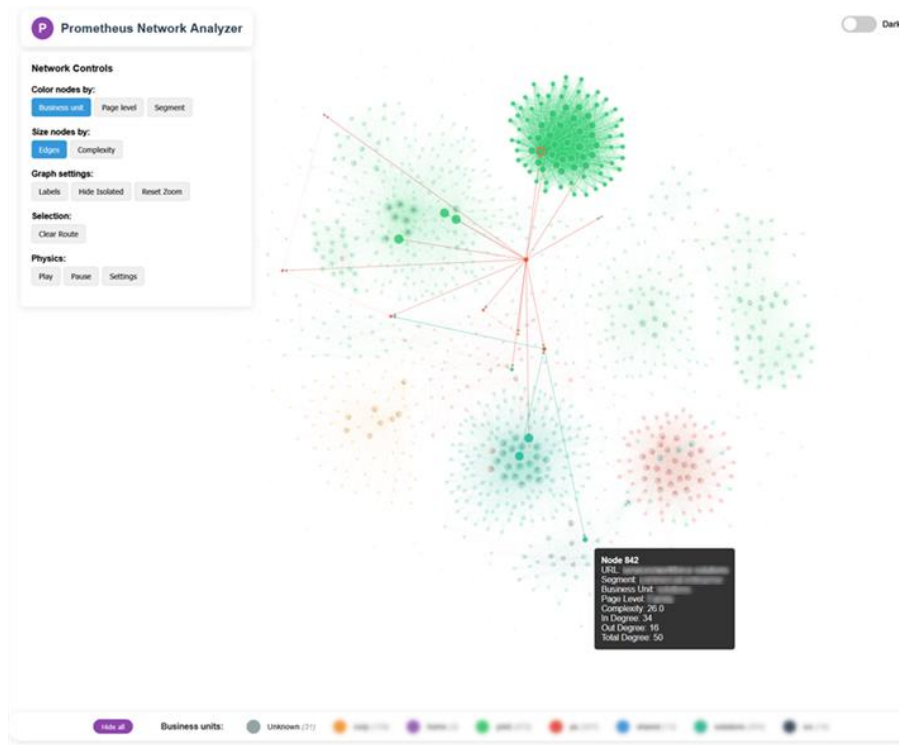 P Prometheus Network Analyzer
Dark
Network Controls
Color nodes by:
Business unit Page level Segment
Size nodes by:
Edges Complexity
Graph settings:
Labels Hide Isolated Reset Zoom
Selection:
Clear Route
Physics:
Play Pause Settings
Node 842
URL:
Segment:
Business Unit:
Page Level:
Complexity: 26.0
In Degree: 34
Out Degree: 16
Total Degree: 50
Hide all Business units: Unknown (31)